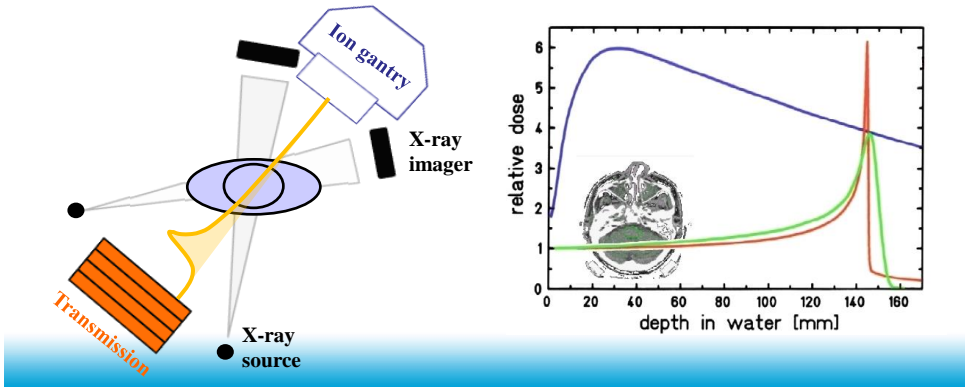 Ion gantry
X-ray
imager
Transmission
X-ray
source
relative dose
6
5
4
3
2
1
0
0 20 40 60 80 100 120 140 160
depth in water [mm]